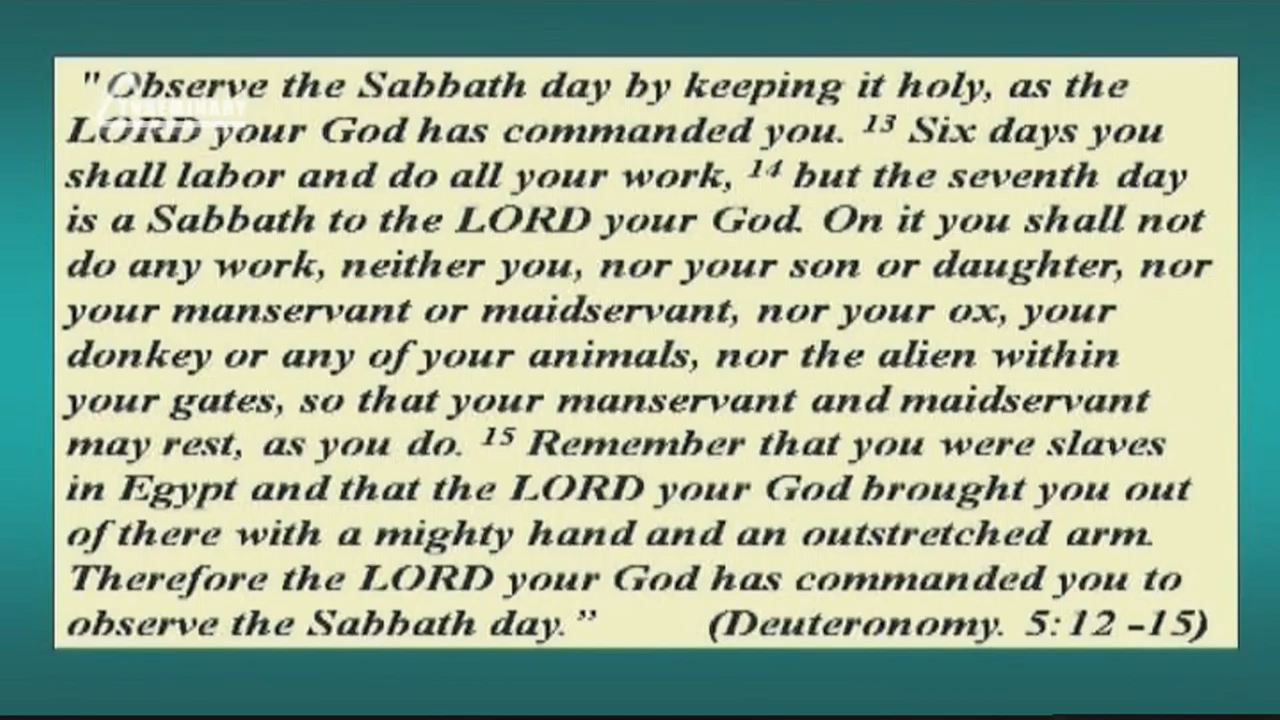 "Observe the Sabbath day by keeping it holy, as the
LORD your God has commanded you. 13 Six days you
shall labor and do all your work, 14 but the seventh day
is a Sabbath to the LORD your God. On it you shall not
do any work, neither you, nor your son or daughter, nor
your manservant or maidservant, nor your ox, your
donkey or any of your animals, nor the alien within
your gates, so that your manservant and maidservant
may rest, as you do. 15 Remember that you were slaves
in Egypt and that the LORD your God brought you out
of there with a mighty hand and an outstretched arm.
Therefore the LORD your God has commanded you to
observe the Sabbath day.” (Deuteronomy. 5:12 –15)